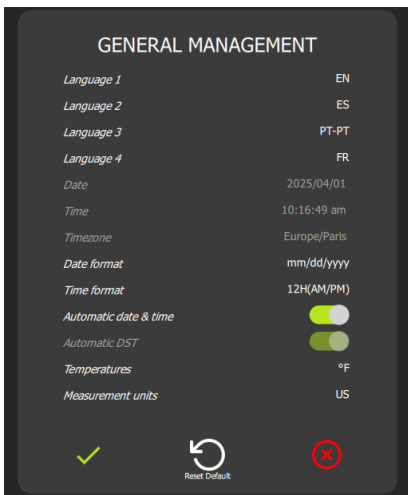 GENERAL MANAGEMENT
Language 1 EN
Language 2 ES
Language 3 PT-PT
Language 4 FR
Date 2025/04/01
Time 10:16:49 am
Timezone Europe/Paris
Date format mm/dd/yyyy
Time format 12H(AM/PM)
Automatic date & time
Automatic DST
Temperatures °F
Measurement units US
Reset Default